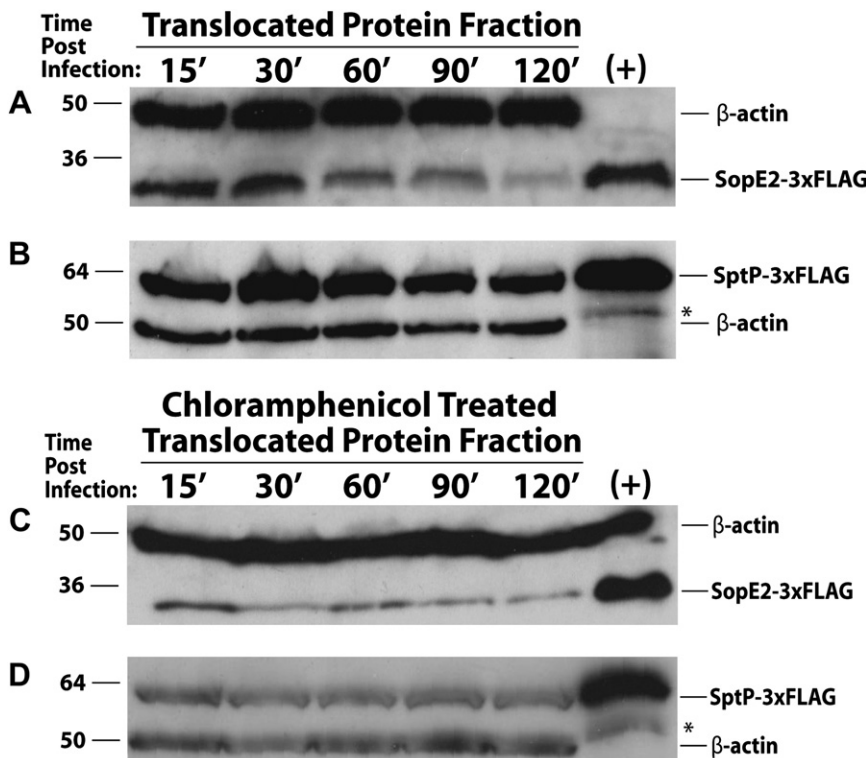 Time Post Infection:
Translocated Protein Fraction
15′ 30′ 60′ 90′ 120′ (+)
A
50
β-actin
36
SopE2-3xFLAG
B
64
SptP-3xFLAG
*
50
β-actin
Chloramphenicol Treated
Translocated Protein Fraction
Time Post Infection:
15′ 30′ 60′ 90′ 120′ (+)
C
50
β-actin
36
SopE2-3xFLAG
D
64
SptP-3xFLAG
*
50
β-actin